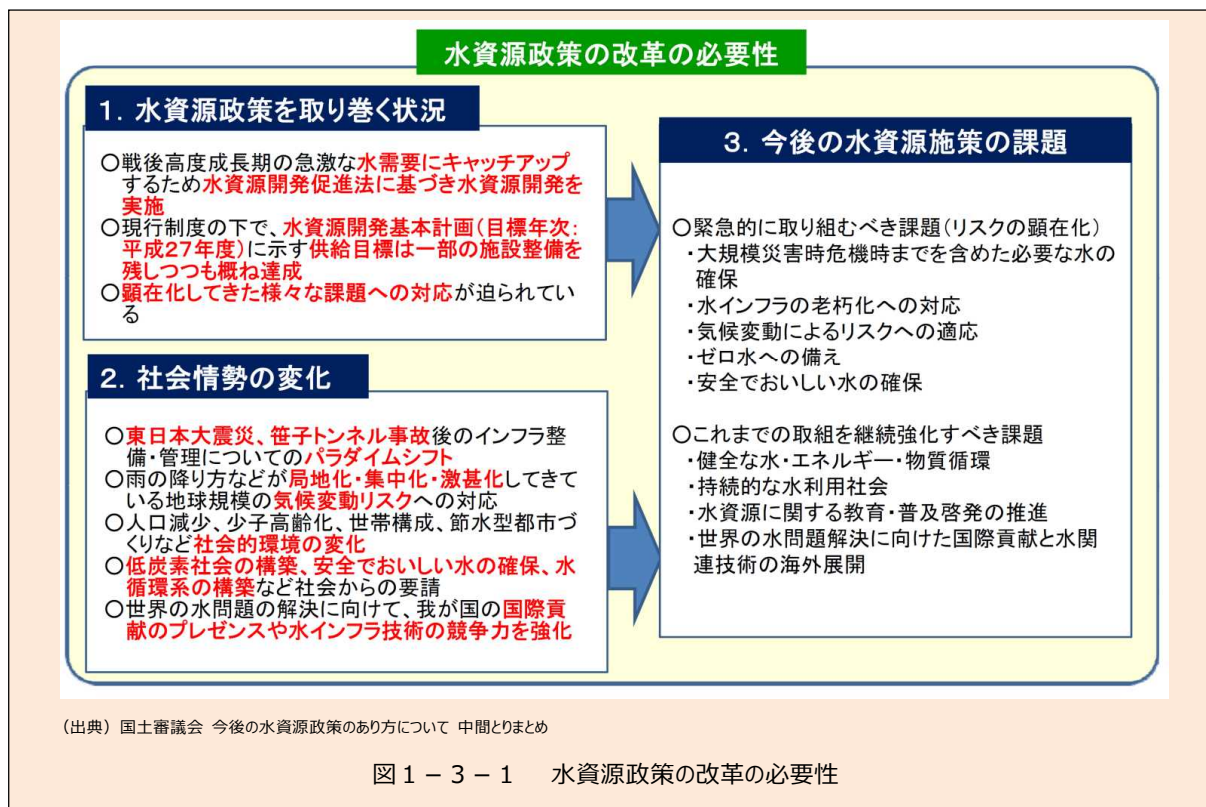 水資源政策の改革の必要性
1．水資源政策を取り巻く状況
○戦後高度成長期の急激な水需要にキャッチアップ
するため水資源開発促進法に基づき水資源開発を
実施
○現行制度の下で、水資源開発基本計画（目標年次：
平成27年度）に示す供給目標は一部の施設整備を
残しつつも概ね達成
○顕在化してきた様々な課題への対応が迫られてい
る
2．社会情勢の変化
○東日本大震災、笹子トンネル事故後のインフラ整
備・管理についてのパラダイムシフト
○雨の降り方などが局地化・集中化・激甚化してきて
いる地球規模の気候変動リスクへの対応
○人口減少、少子高齢化、世帯構成、節水型都市づ
くりなど社会的環境の変化
○低炭素社会の構築、安全でおいしい水の確保、水
循環系の構築など社会からの要請
○世界の水問題の解決に向けて、我が国の国際貢
献のプレゼンスや水インフラ技術の競争力を強化
3．今後の水資源施策の課題
○緊急的に取り組むべき課題（リスクの顕在化）
・大規模災害時危機時までを含めた必要な水の
確保
・水インフラの老朽化への対応
・気候変動によるリスクへの適応
・ゼロ水への備え
・安全でおいしい水の確保
○これまでの取組を継続強化すべき課題
・健全な水・エネルギー・物質循環
・持続的な水利用社会
・水資源に関する教育・普及啓発の推進
・世界の水問題解決に向けた国際貢献と水関
連技術の海外展開
（出典）国土審議会 今後の水資源政策のあり方について 中間とりまとめ
図1－3－1 水資源政策の改革の必要性